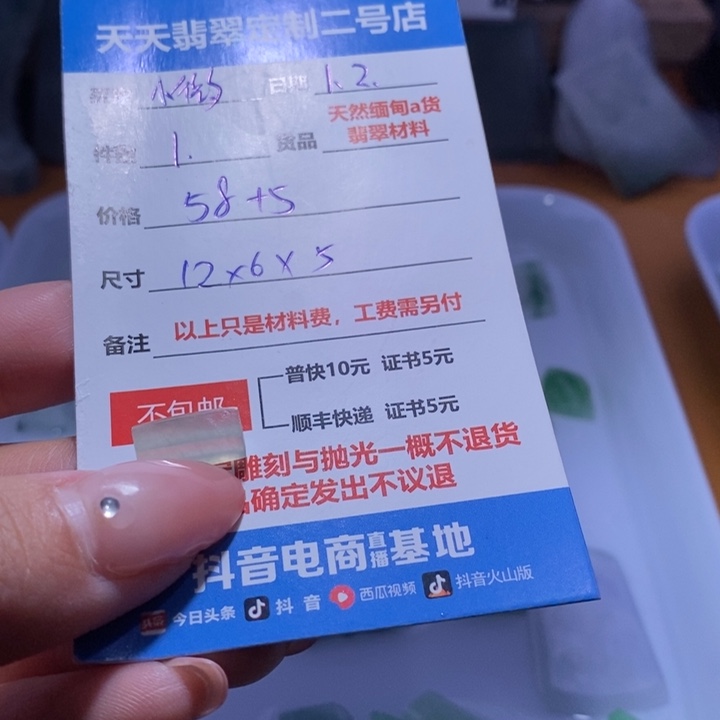 天天翡翠定制二号店
日期 1.2.
件数 1. 货品 天然缅甸a货
翡翠材料
价格 58+5
尺寸 12x6x5
备注 以上只是材料费，工费需另付
普快10元 证书5元
不包邮
顺丰快递 证书5元
雕刻与抛光一概不退货
确定发出不议退
抖音电商直播基地
今日头条 抖音 西瓜视频 抖音火山版